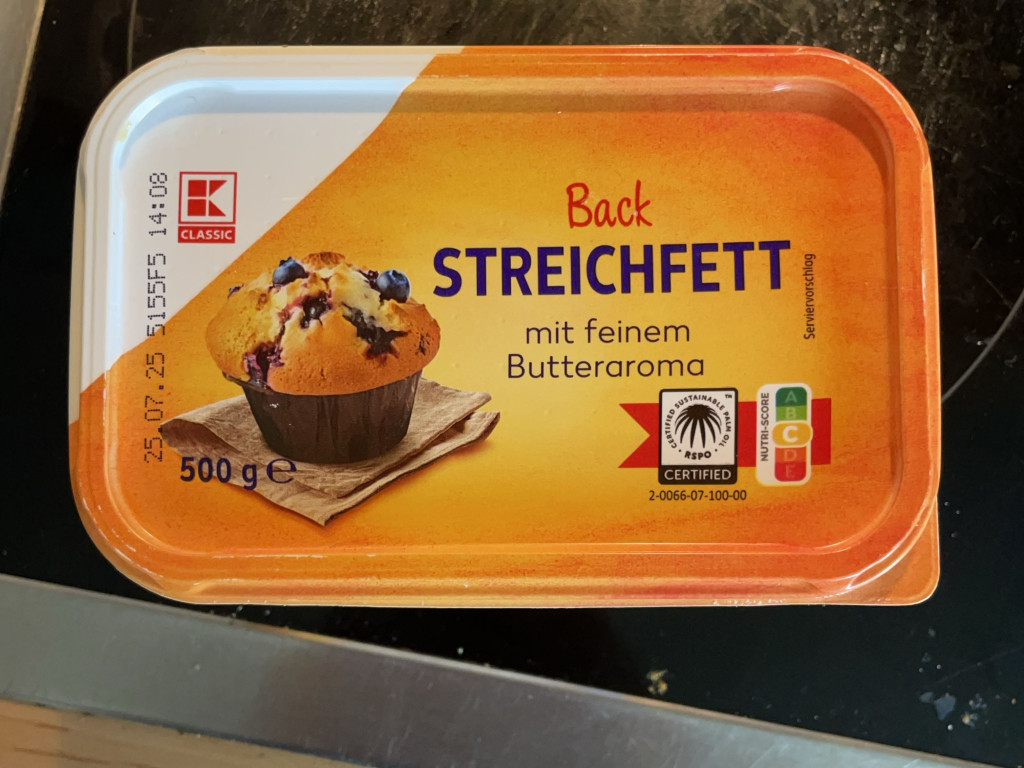 25.07.25 5155F5 14:08
K
CLASSIC
Back
STREICHFETT
mit feinem
Butteraroma
Serviervorschlag
500 g ℮
CERTIFIED SUSTAINABLE PALM OIL ™
RSPO
CERTIFIED
2-0066-07-100-00
NUTRI-SCORE
A
B
C
D
E